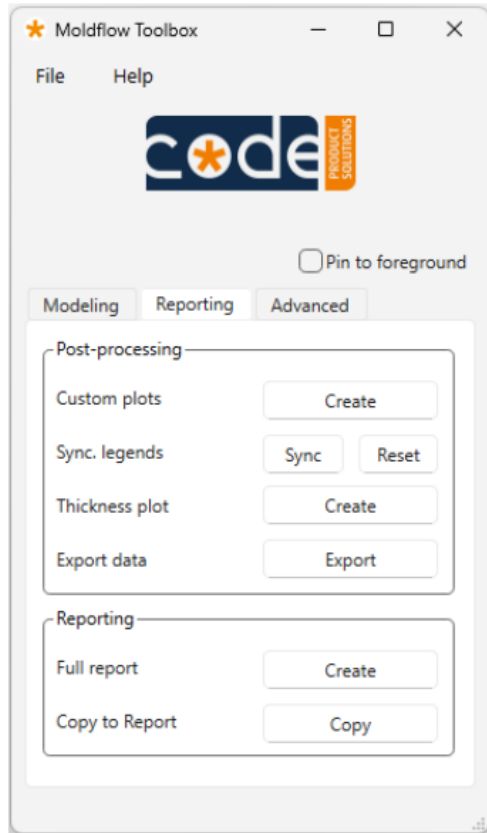 Moldflow Toolbox
File Help
code
PRODUCT
SOLUTIONS
Pin to foreground
Modeling Reporting Advanced
Post-processing
Custom plots Create
Sync. legends Sync Reset
Thickness plot Create
Export data Export
Reporting
Full report Create
Copy to Report Copy